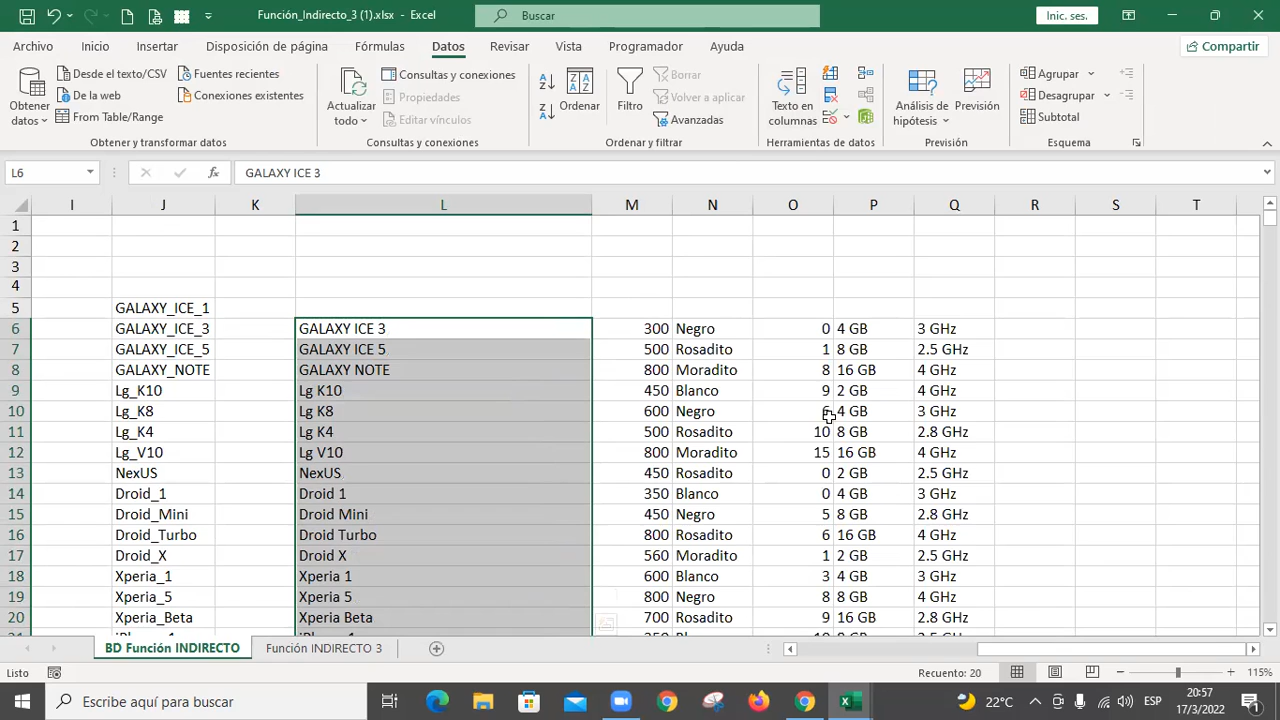 Función_Indirecto_3 (1).xlsx - Excel
Buscar
Inic. ses.
Archivo Inicio Insertar Disposición de página Fórmulas Datos Revisar Vista Programador Ayuda
Compartir
Obtener datos
Desde el texto/CSV
De la web
From Table/Range
Fuentes recientes
Conexiones existentes
Obtener y transformar datos
Actualizar todo
Consultas y conexiones
Propiedades
Editar vínculos
Consultas y conexiones
Ordenar
Filtro
Borrar
Volver a aplicar
Avanzadas
Ordenar y filtrar
Texto en columnas
Herramientas de datos
Análisis de hipótesis
Previsión
Previsión
Agrupar
Desagrupar
Subtotal
Esquema
L6
fx
GALAXY ICE 3
I J K L M N O P Q R S T
1
2
3
4
5 GALAXY_ICE_1
6 GALAXY_ICE_3 GALAXY ICE 3 300 Negro 0 4 GB 3 GHz
7 GALAXY_ICE_5 GALAXY ICE 5 500 Rosadito 1 8 GB 2.5 GHz
8 GALAXY_NOTE GALAXY NOTE 800 Moradito 8 16 GB 4 GHz
9 Lg_K10 Lg K10 450 Blanco 9 2 GB 4 GHz
10 Lg_K8 Lg K8 600 Negro 6 4 GB 3 GHz
11 Lg_K4 Lg K4 500 Rosadito 10 8 GB 2.8 GHz
12 Lg_V10 Lg V10 800 Moradito 15 16 GB 4 GHz
13 NexUS NexUS 450 Rosadito 0 2 GB 2.5 GHz
14 Droid_1 Droid 1 350 Blanco 0 4 GB 3 GHz
15 Droid_Mini Droid Mini 450 Negro 5 8 GB 2.8 GHz
16 Droid_Turbo Droid Turbo 800 Rosadito 6 16 GB 4 GHz
17 Droid_X Droid X 560 Moradito 1 2 GB 2.5 GHz
18 Xperia_1 Xperia 1 600 Blanco 3 4 GB 3 GHz
19 Xperia_5 Xperia 5 800 Negro 8 8 GB 4 GHz
20 Xperia_Beta Xperia Beta 700 Rosadito 9 16 GB 2.8 GHz
BD Función INDIRECTO Función INDIRECTO 3
Listo
Recuento: 20
115%
Escribe aquí para buscar
22°C
ESP
20:57
17/3/2022
1